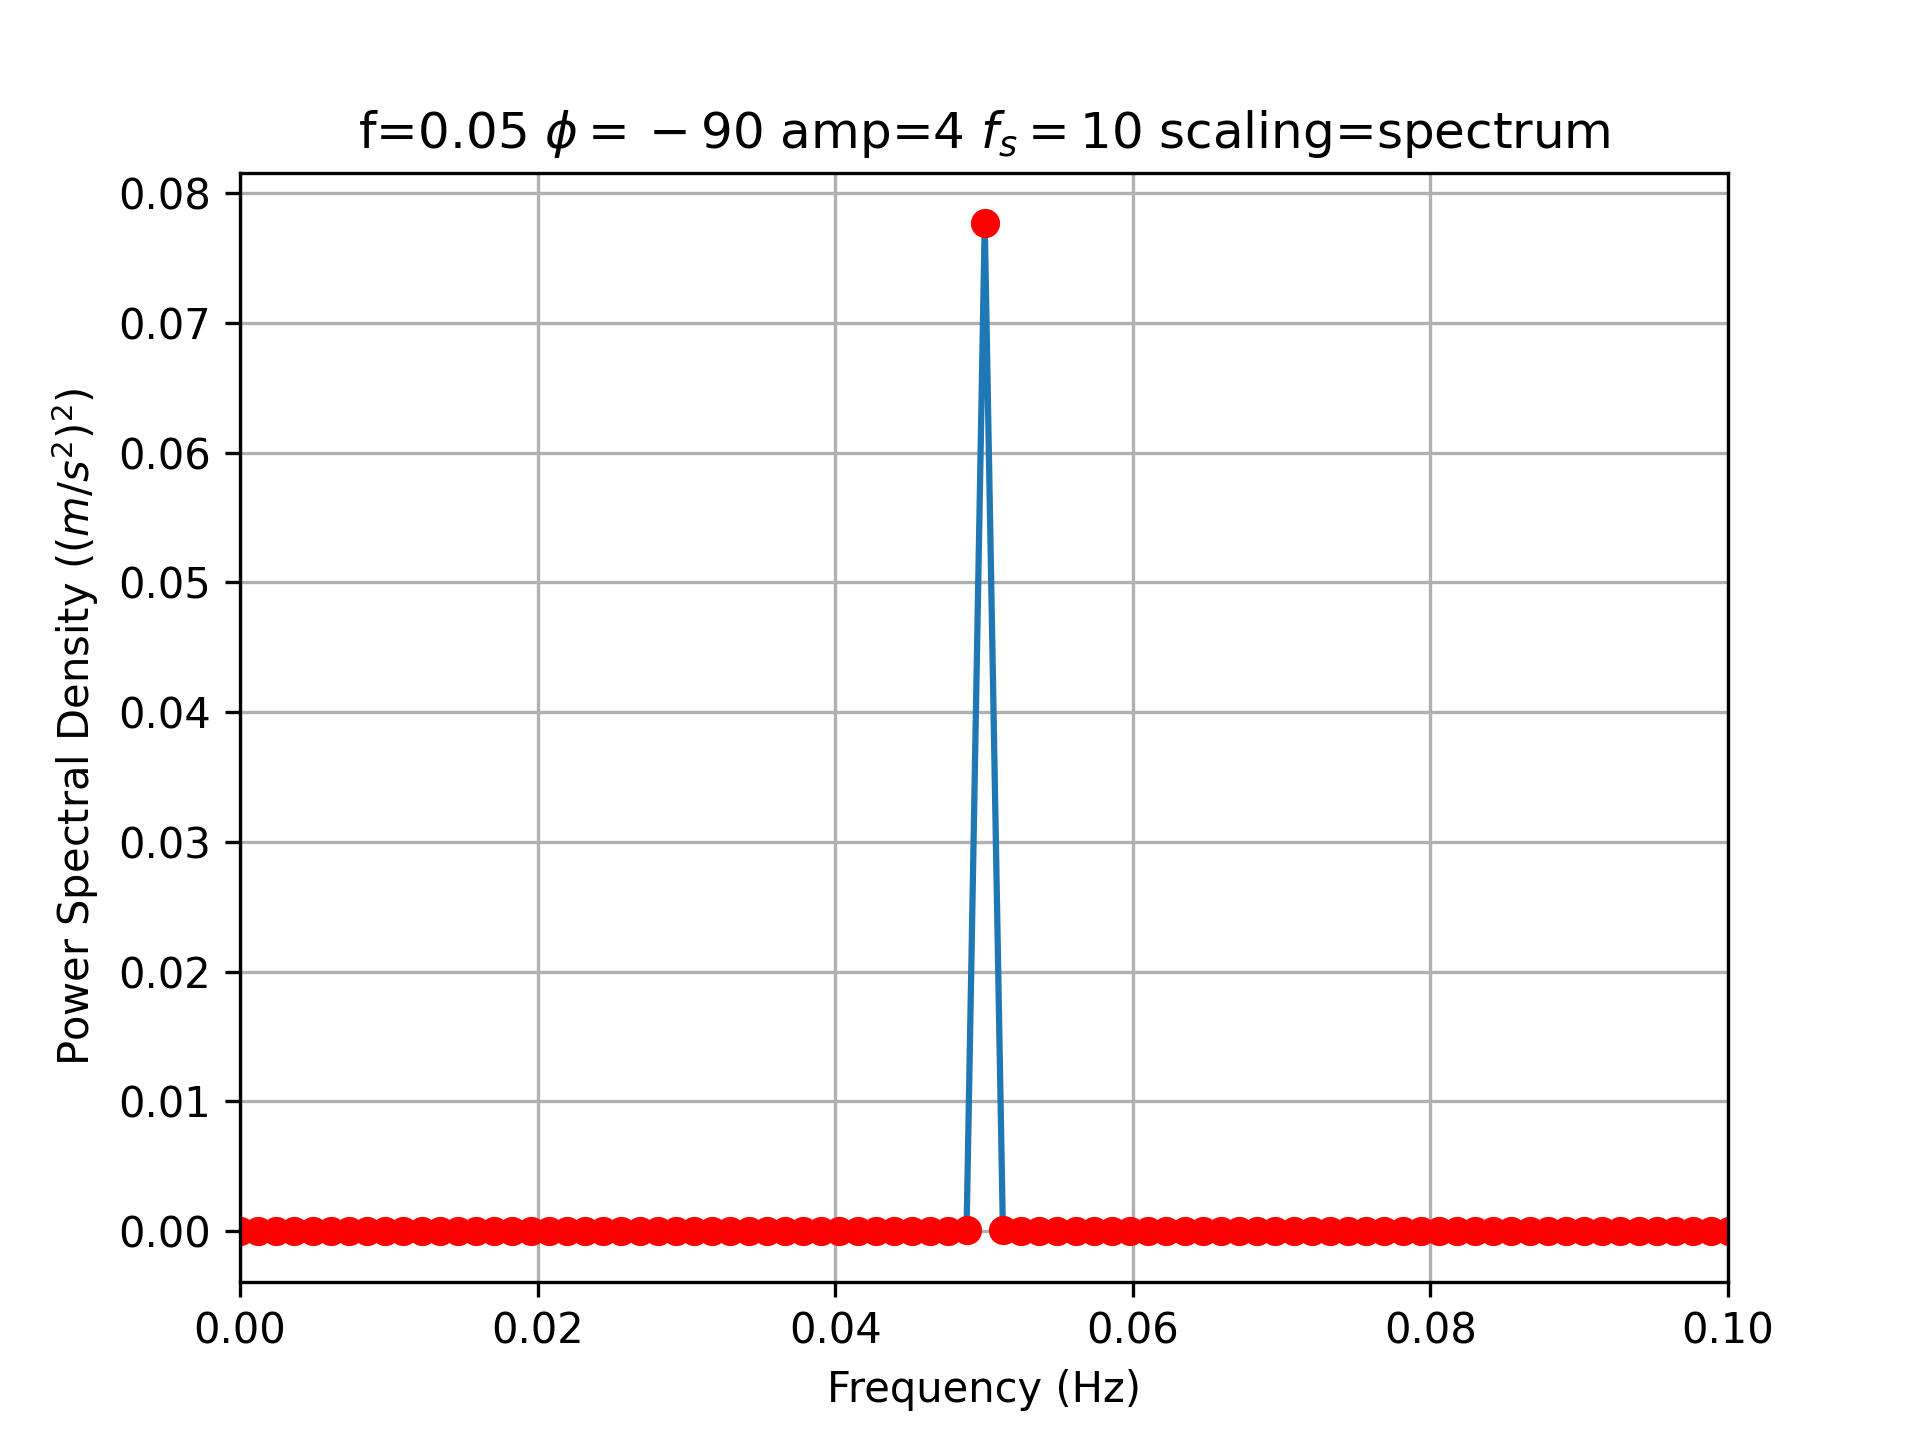 f=0.05 ϕ = −90 amp=4 fₛ = 10 scaling=spectrum
Power Spectral Density ((m/s²)²)
0.08
0.07
0.06
0.05
0.04
0.03
0.02
0.01
0.00
0.00 0.02 0.04 0.06 0.08 0.10
Frequency (Hz)